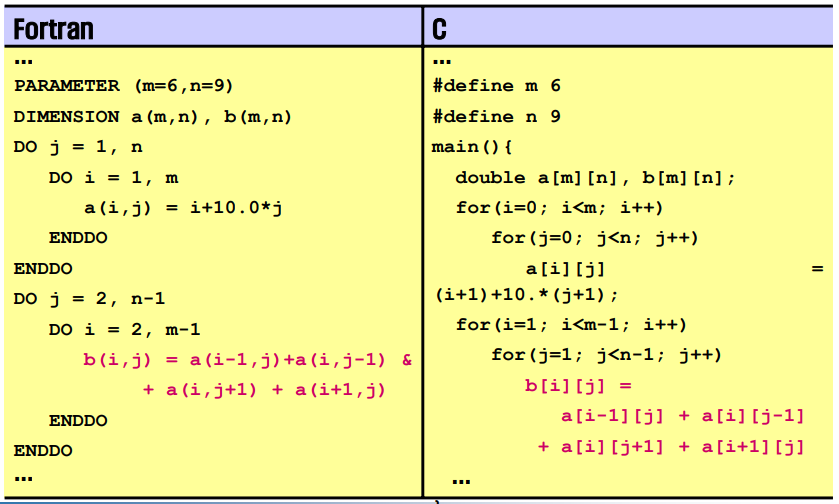 Fortran
...
PARAMETER (m=6,n=9)
DIMENSION a(m,n), b(m,n)
DO j = 1, n
DO i = 1, m
a(i,j) = i+10.0*j
ENDDO
ENDDO
DO j = 2, n-1
DO i = 2, m-1
b(i,j) = a(i-1,j)+a(i,j-1) &
+ a(i,j+1) + a(i+1,j)
ENDDO
ENDDO
...
C
...
#define m 6
#define n 9
main(){
double a[m][n], b[m][n];
for(i=0; i<m; i++)
for(j=0; j<n; j++)
a[i][j] =
(i+1)+10.*(j+1);
for(i=1; i<m-1; i++)
for(j=1; j<n-1; j++)
b[i][j] =
a[i-1][j] + a[i][j-1]
+ a[i][j+1] + a[i+1][j]
...